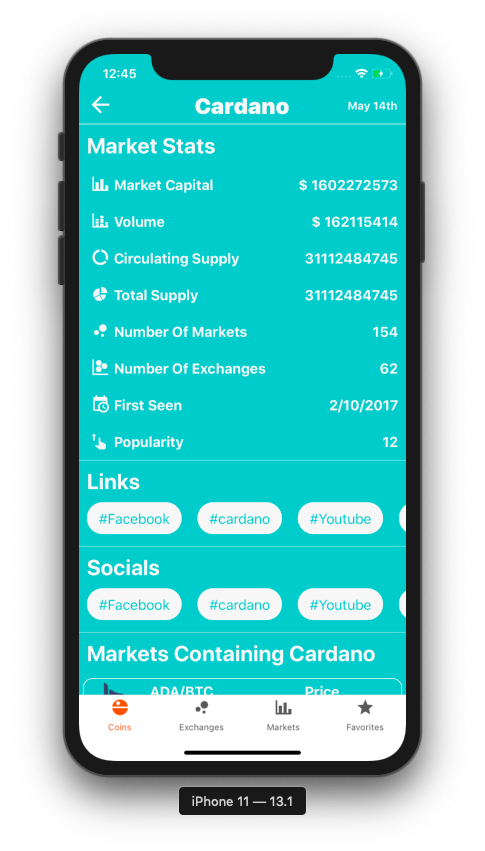 12:45
Cardano
May 14th
Market Stats
Market Capital $ 1602272573
Volume $ 162115414
Circulating Supply 31112484745
Total Supply 31112484745
Number Of Markets 154
Number Of Exchanges 62
First Seen 2/10/2017
Popularity 12
Links
#Facebook #cardano #Youtube
Socials
#Facebook #cardano #Youtube
Markets Containing Cardano
ADA/BTC Price
Coins Exchanges Markets Favorites
iPhone 11 — 13.1